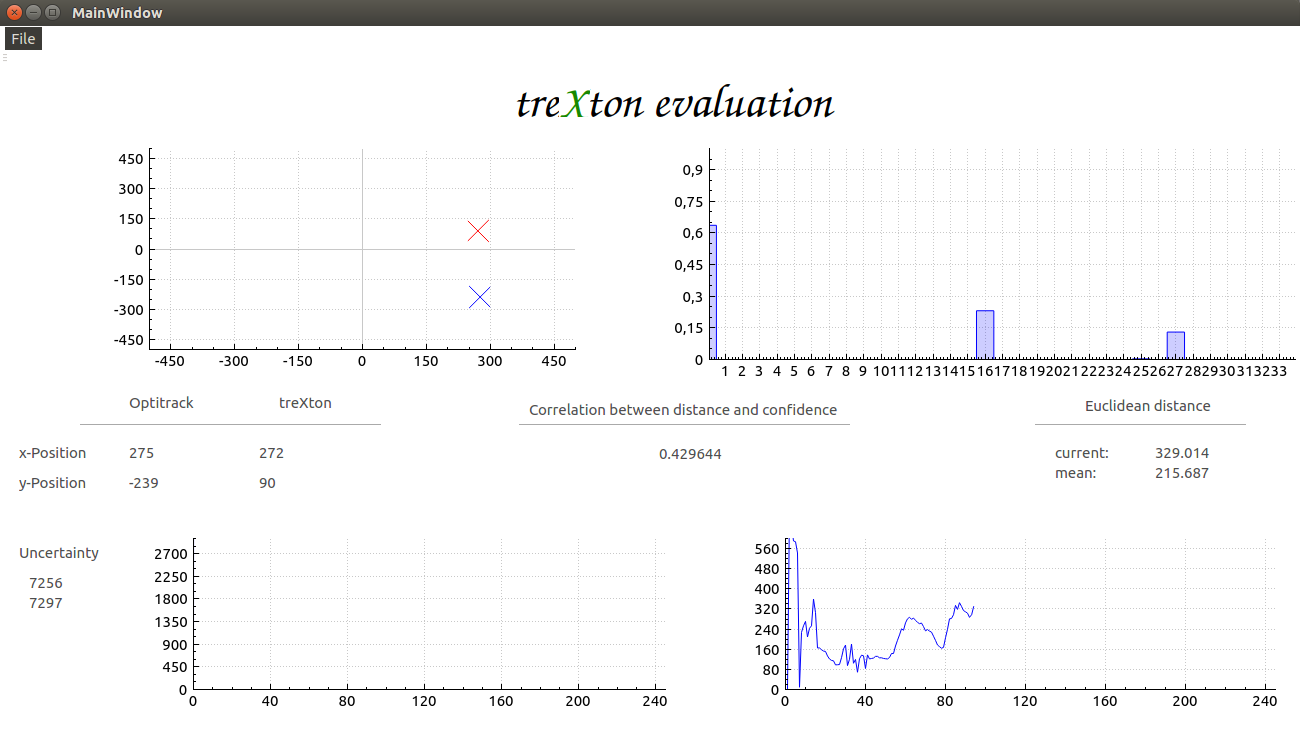 MainWindow
File
treXton evaluation
450
300
150
0
-150
-300
-450
-450 -300 -150 0 150 300 450
0,9
0,75
0,6
0,45
0,3
0,15
0
1 2 3 4 5 6 7 8 9 10 11 12 13 14 15 16 17 18 19 20 21 22 23 24 25 26 27 28 29 30 31 32 33
Optitrack treXton
x-Position 275 272
y-Position -239 90
Correlation between distance and confidence
0.429644
Euclidean distance
current: 329.014
mean: 215.687
Uncertainty
7256
7297
2700
2250
1800
1350
900
450
0
0 40 80 120 160 200 240
560
480
400
320
240
160
80
0
0 40 80 120 160 200 240